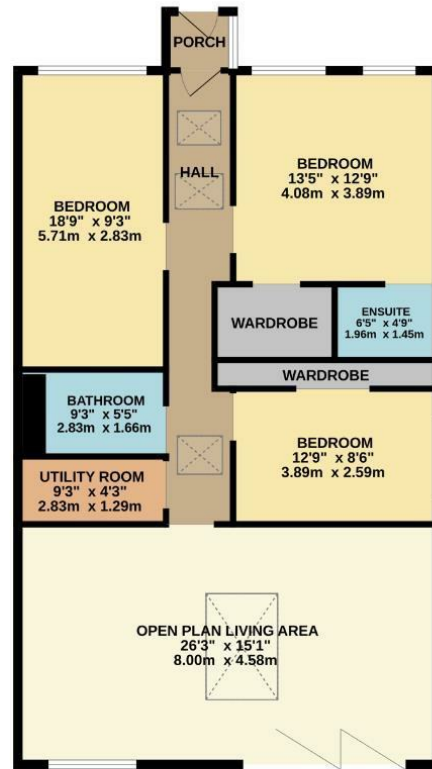 PORCH
HALL
BEDROOM
18'9" x 9'3"
5.71m x 2.83m
BEDROOM
13'5" x 12'9"
4.08m x 3.89m
WARDROBE
ENSUITE
6'5" x 4'9"
1.96m x 1.45m
WARDROBE
BATHROOM
9'3" x 5'5"
2.83m x 1.66m
BEDROOM
12'9" x 8'6"
3.89m x 2.59m
UTILITY ROOM
9'3" x 4'3"
2.83m x 1.29m
OPEN PLAN LIVING AREA
26'3" x 15'1"
8.00m x 4.58m